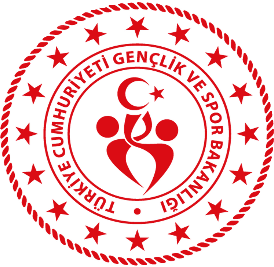 TÜRKİYE CUMHURİYETİ GENÇLİK VE SPOR BAKANLIĞI